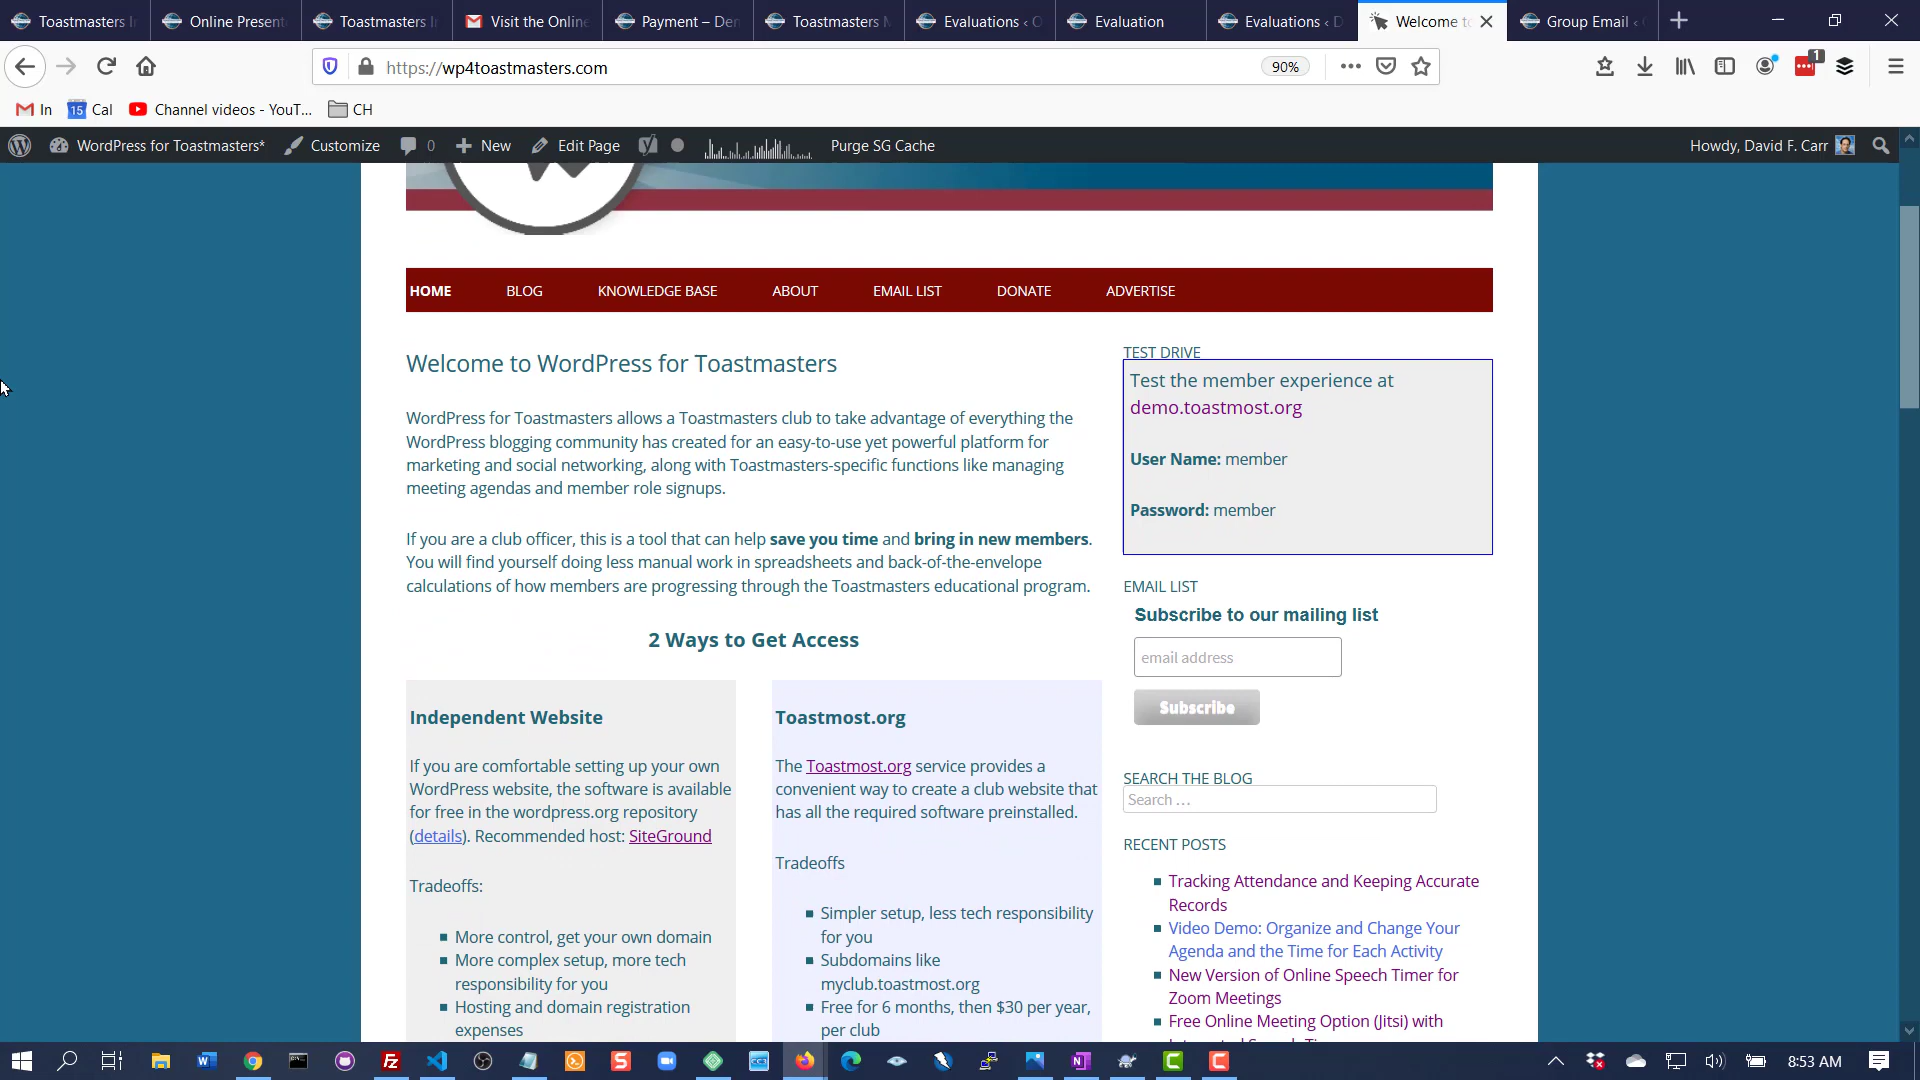 Toastmasters In
Online Present
Toastmasters In
Visit the Online
Payment – Den
Toastmasters M
Evaluations ‹ O
Evaluation
Evaluations ‹ D
Welcome to
Group Email ‹
https://wp4toastmasters.com
90%
1
In
15
Cal
Channel videos - YouT...
CH
WordPress for Toastmasters*
Customize
0
New
Edit Page
Purge SG Cache
Howdy, David F. Carr
HOME
BLOG
KNOWLEDGE BASE
ABOUT
EMAIL LIST
DONATE
ADVERTISE
Welcome to WordPress for Toastmasters
WordPress for Toastmasters allows a Toastmasters club to take advantage of everything the
WordPress blogging community has created for an easy-to-use yet powerful platform for
marketing and social networking, along with Toastmasters-specific functions like managing
meeting agendas and member role signups.
If you are a club officer, this is a tool that can help save you time and bring in new members.
You will find yourself doing less manual work in spreadsheets and back-of-the-envelope
calculations of how members are progressing through the Toastmasters educational program.
2 Ways to Get Access
Independent Website
If you are comfortable setting up your own
WordPress website, the software is available
for free in the wordpress.org repository
(details). Recommended host: SiteGround
Tradeoffs:
More control, get your own domain
More complex setup, more tech
responsibility for you
Hosting and domain registration
expenses
Toastmost.org
The Toastmost.org service provides a
convenient way to create a club website that
has all the required software preinstalled.
Tradeoffs
Simpler setup, less tech responsibility
for you
Subdomains like
myclub.toastmost.org
Free for 6 months, then $30 per year,
per club
TEST DRIVE
Test the member experience at
demo.toastmost.org
User Name: member
Password: member
EMAIL LIST
Subscribe to our mailing list
email address
Subscribe
SEARCH THE BLOG
Search …
RECENT POSTS
Tracking Attendance and Keeping Accurate
Records
Video Demo: Organize and Change Your
Agenda and the Time for Each Activity
New Version of Online Speech Timer for
Zoom Meetings
Free Online Meeting Option (Jitsi) with
8:53 AM